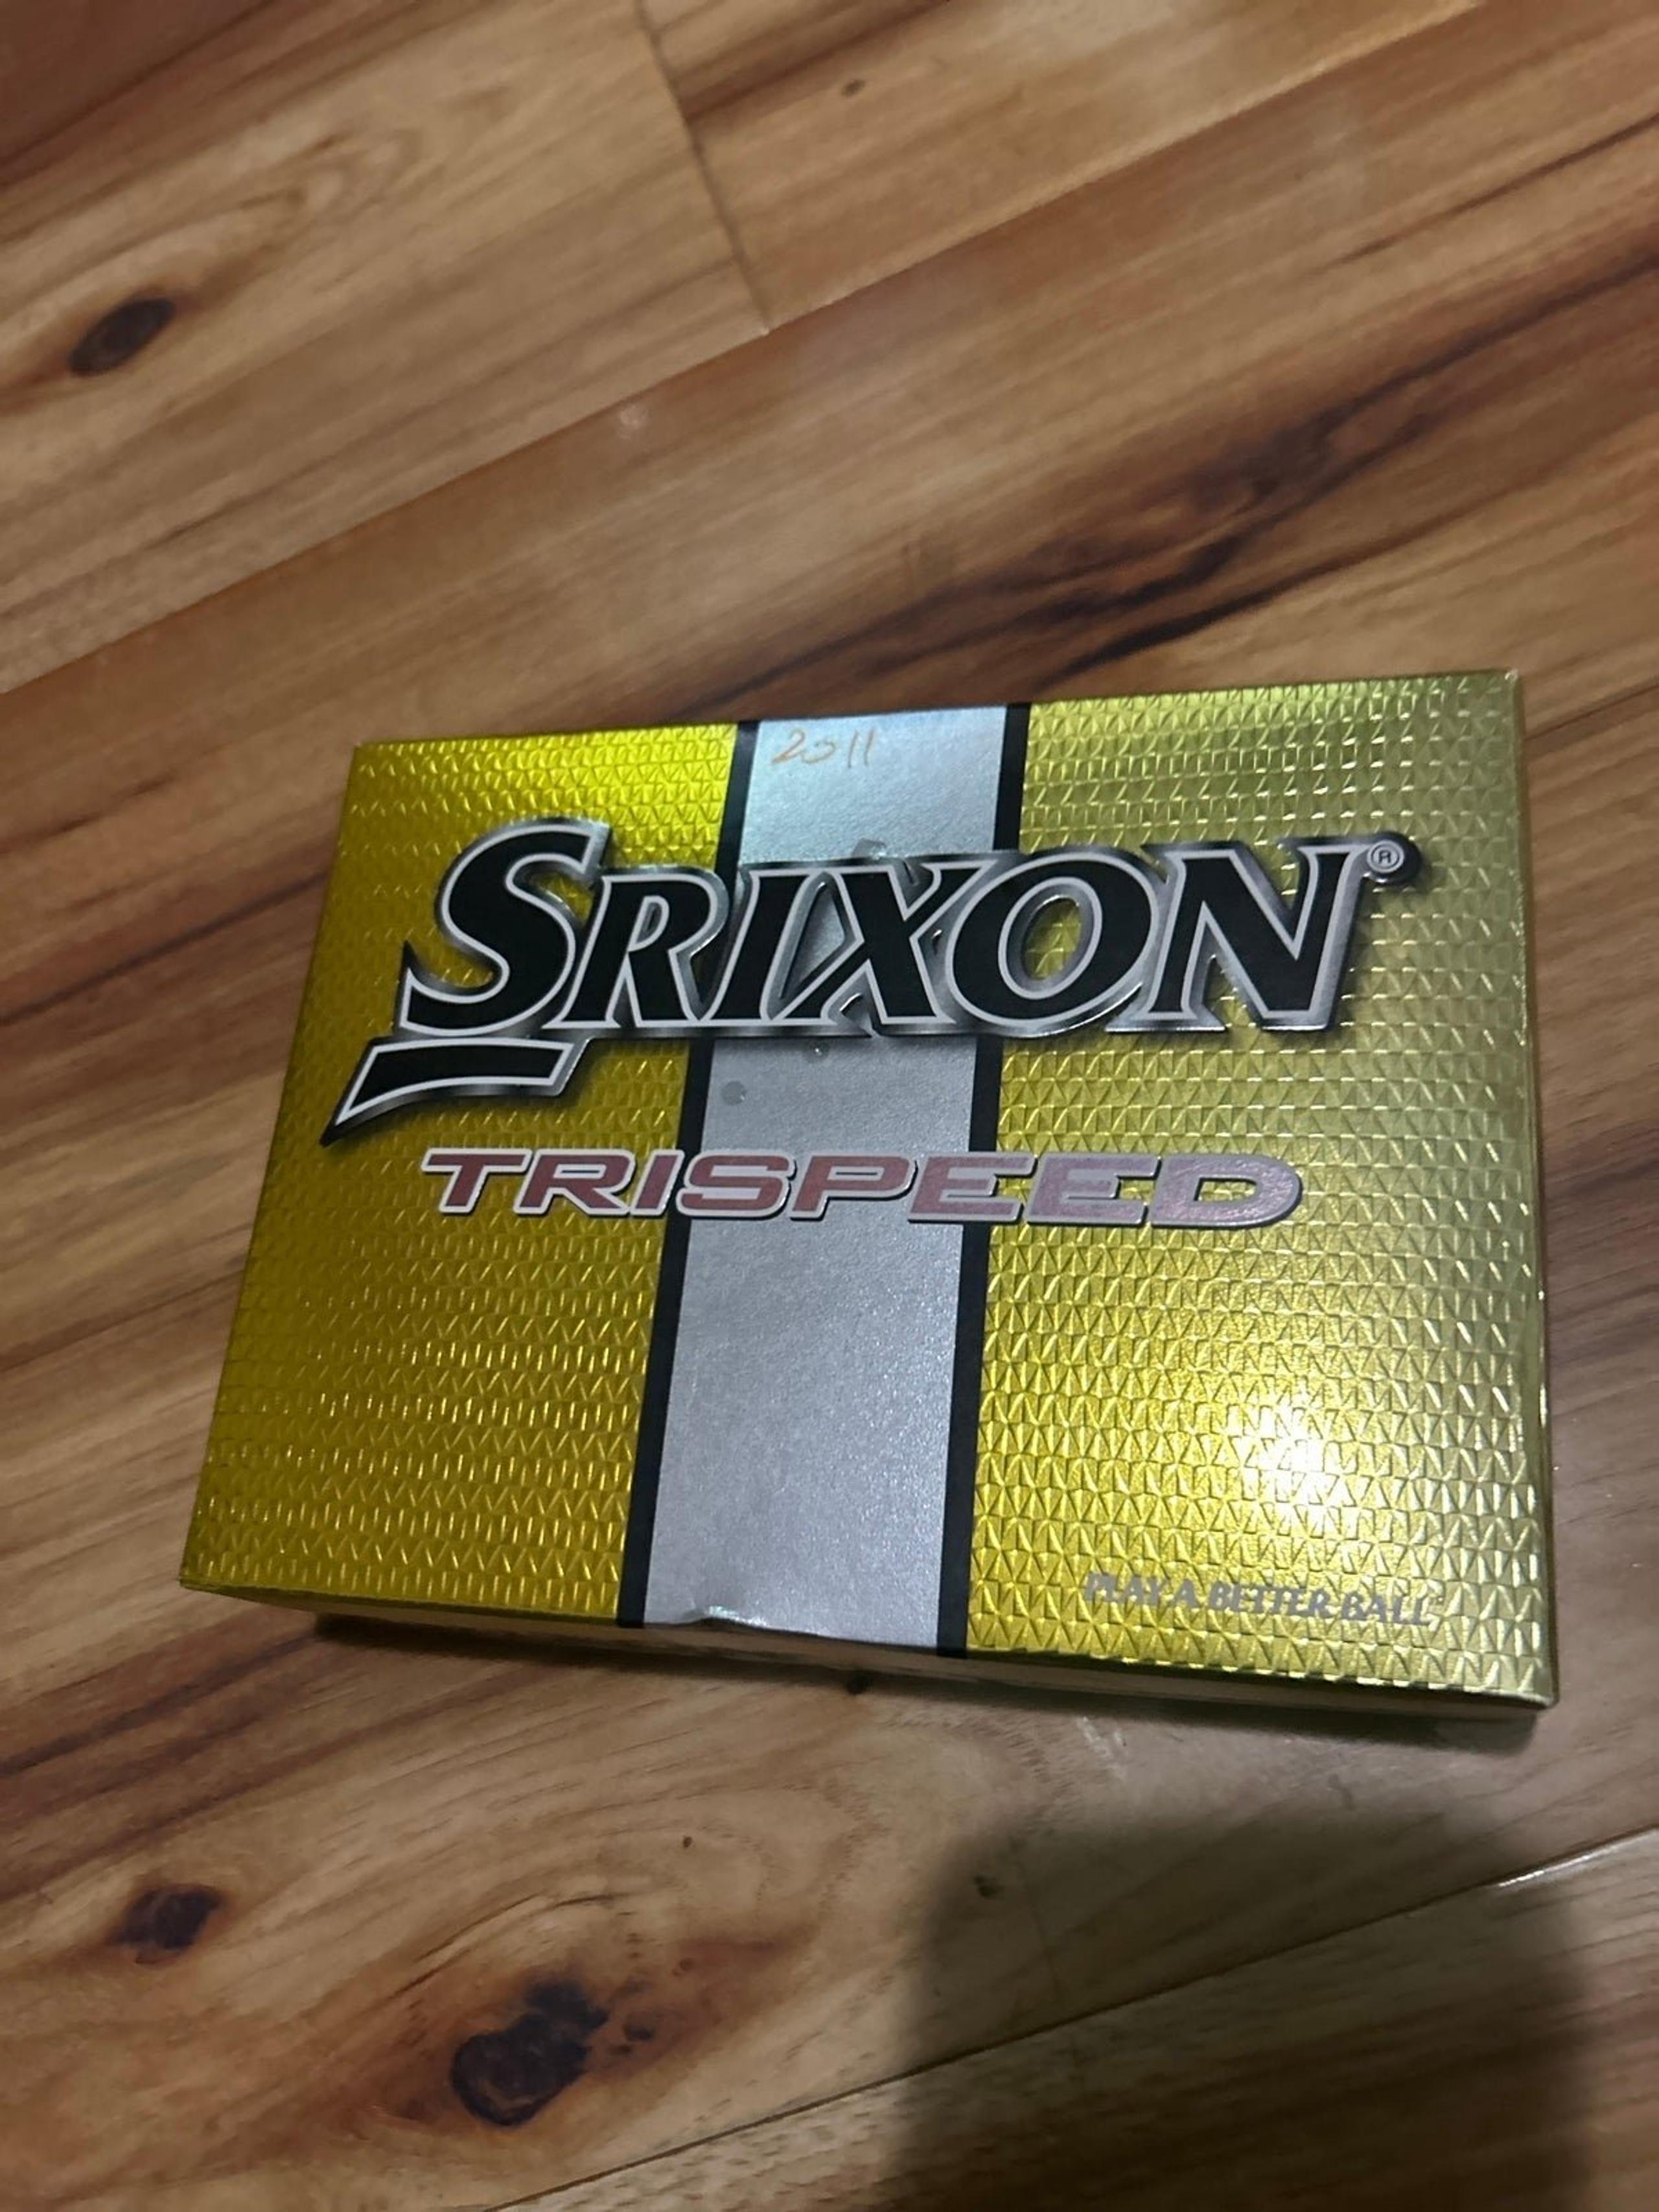 2011
SRIXON®
TRISPEED
PLAY A BETTER BALL